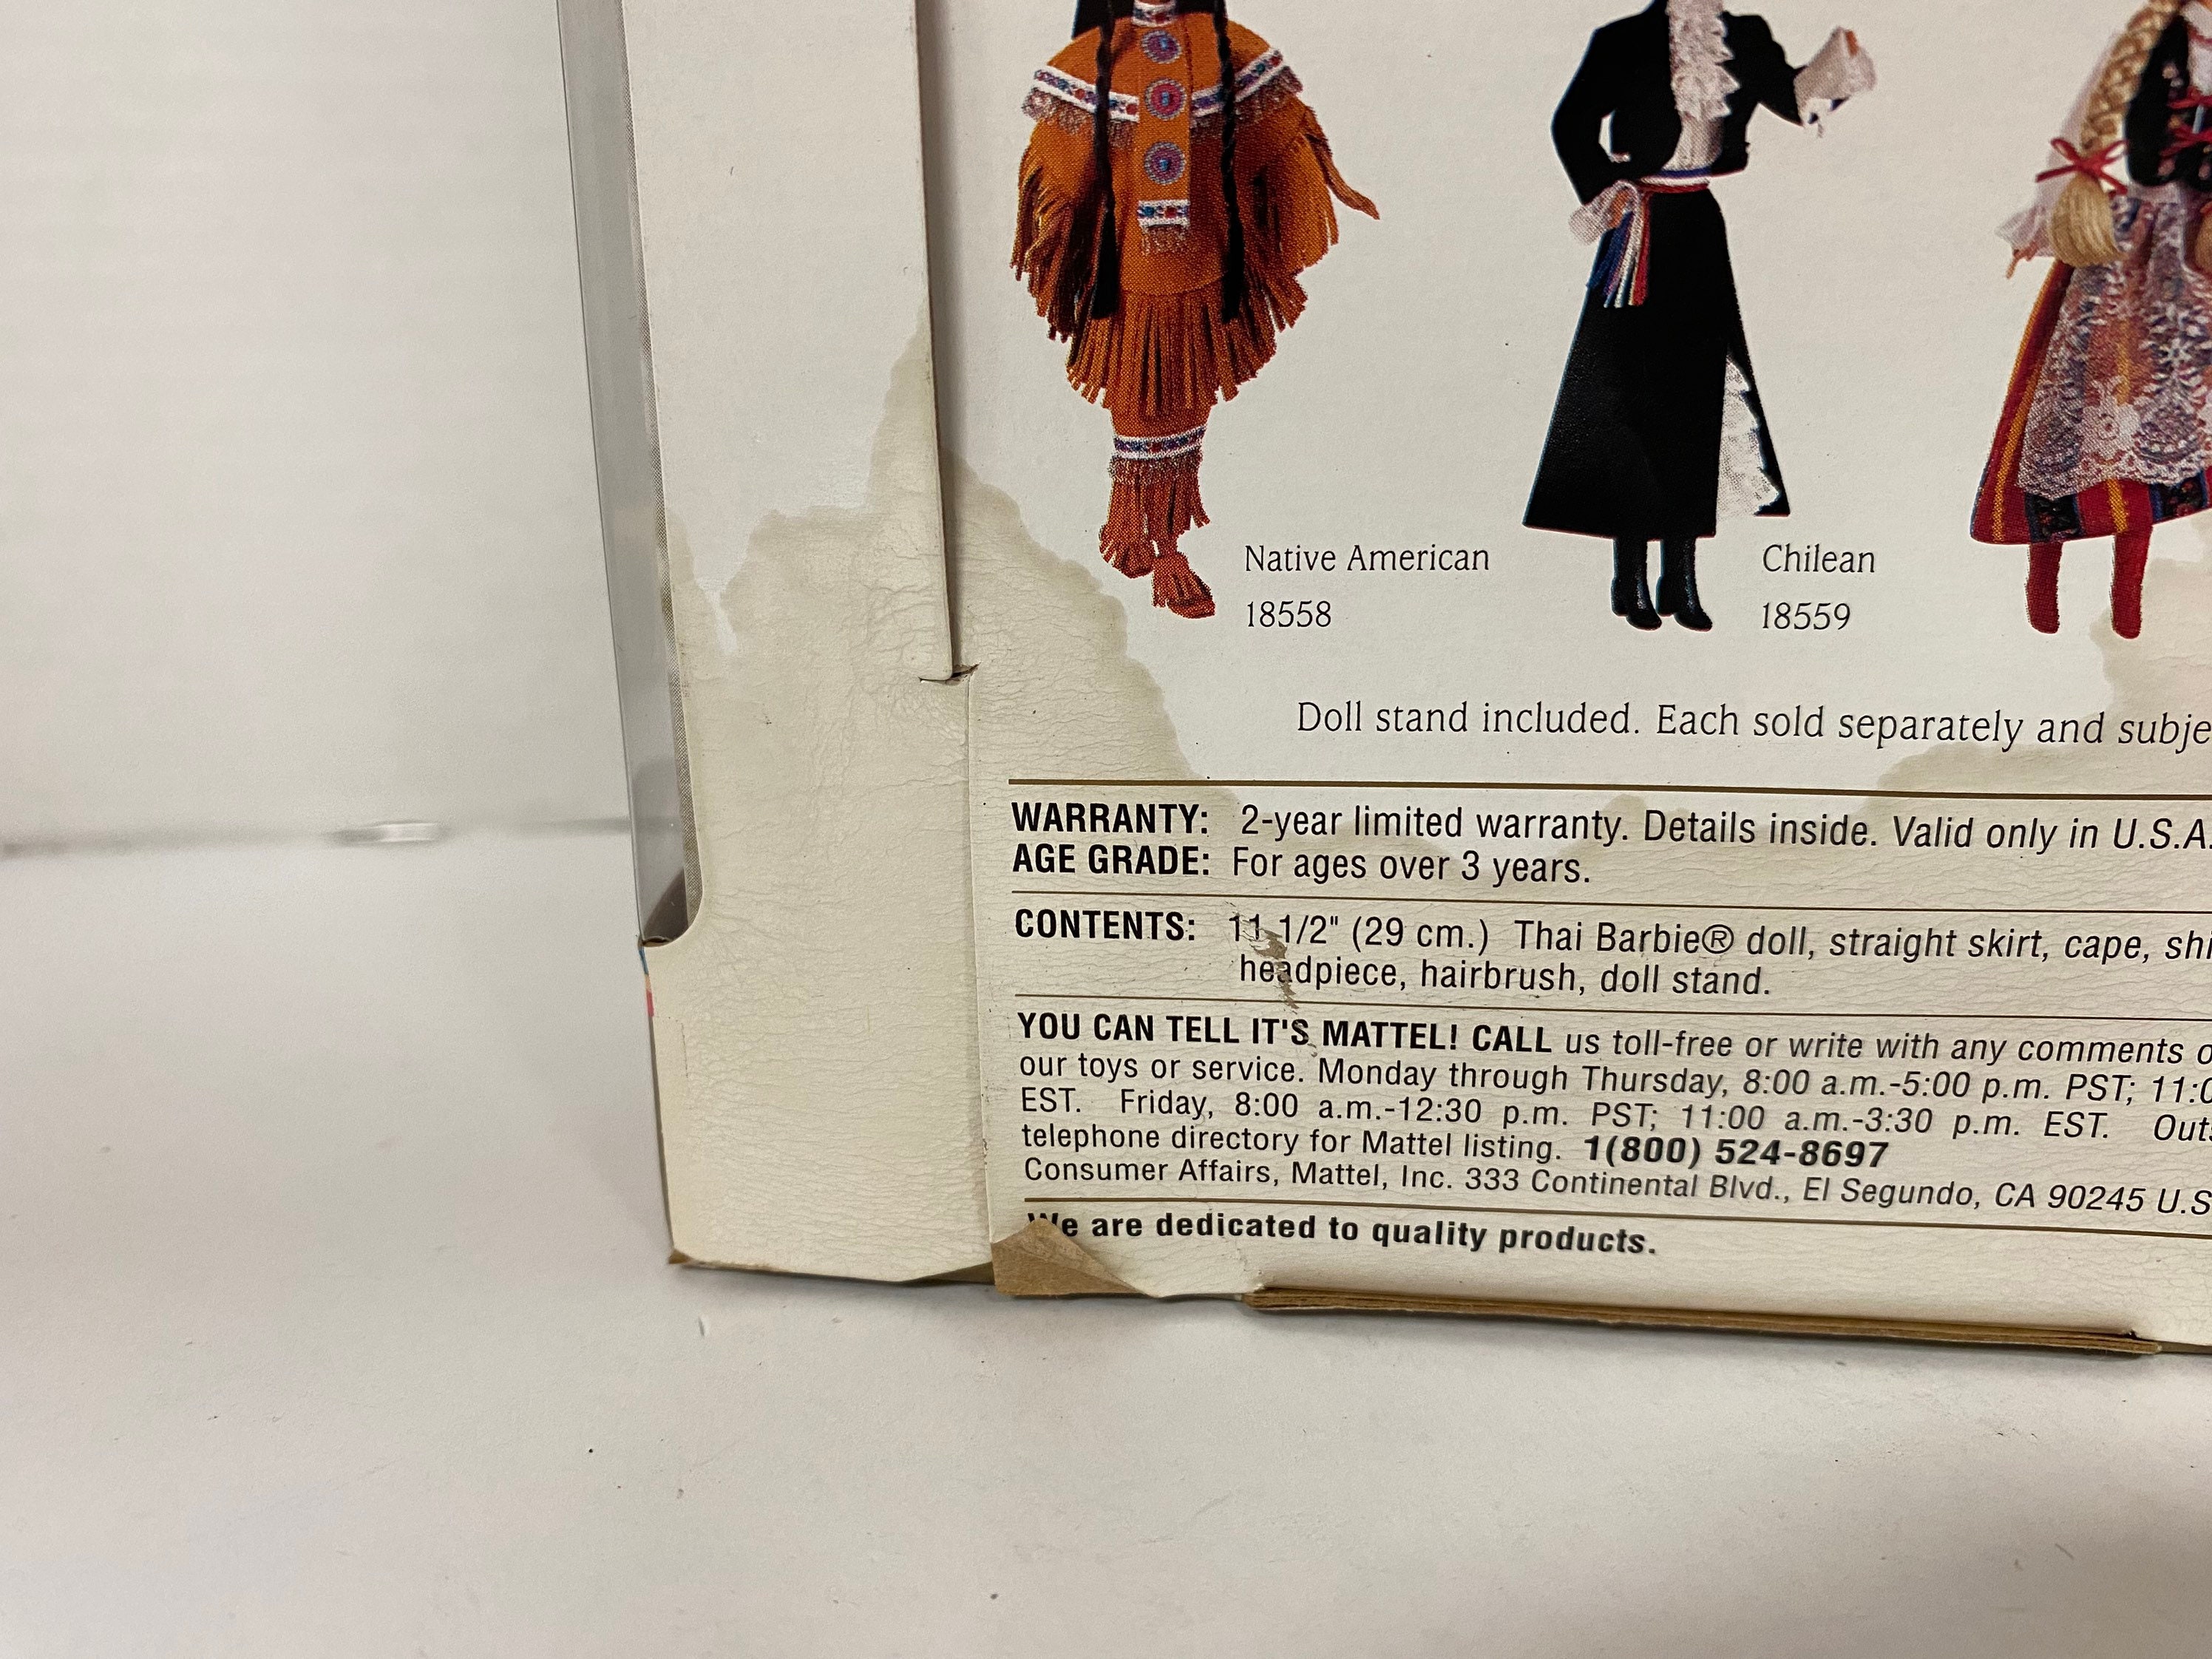 Native American
18558
Chilean
18559
Doll stand included. Each sold separately and subje
WARRANTY: 2-year limited warranty. Details inside. Valid only in U.S.A.
AGE GRADE: For ages over 3 years.
CONTENTS: 11 1/2" (29 cm.) Thai Barbie® doll, straight skirt, cape, shi
headpiece, hairbrush, doll stand.
YOU CAN TELL IT'S MATTEL! CALL us toll-free or write with any comments o
our toys or service. Monday through Thursday, 8:00 a.m.-5:00 p.m. PST; 11:0
EST. Friday, 8:00 a.m.-12:30 p.m. PST; 11:00 a.m.-3:30 p.m. EST. Outs
telephone directory for Mattel listing. 1(800) 524-8697
Consumer Affairs, Mattel, Inc. 333 Continental Blvd., El Segundo, CA 90245 U.S
We are dedicated to quality products.